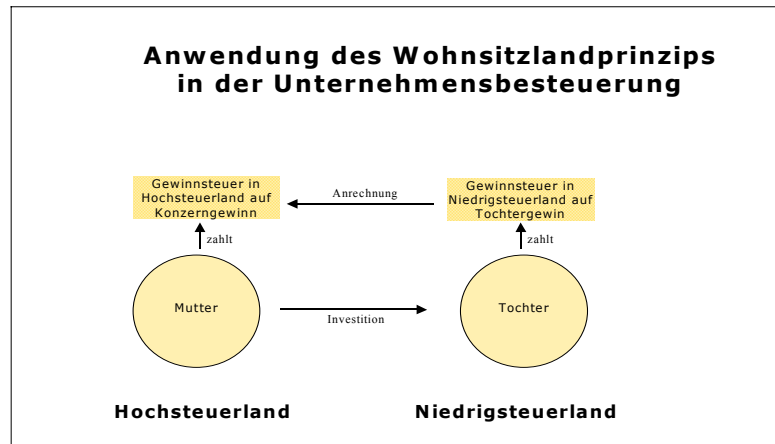 Anwendung des Wohnsitzlandprinzips
in der Unternehmensbesteuerung
Gewinnsteuer in
Hochsteuerland auf
Konzerngewinn
Anrechnung
Gewinnsteuer in
Niedrigsteuerland auf
Tochtergewin
zahlt
zahlt
Mutter
Investition
Tochter
Hochsteuerland
Niedrigsteuerland